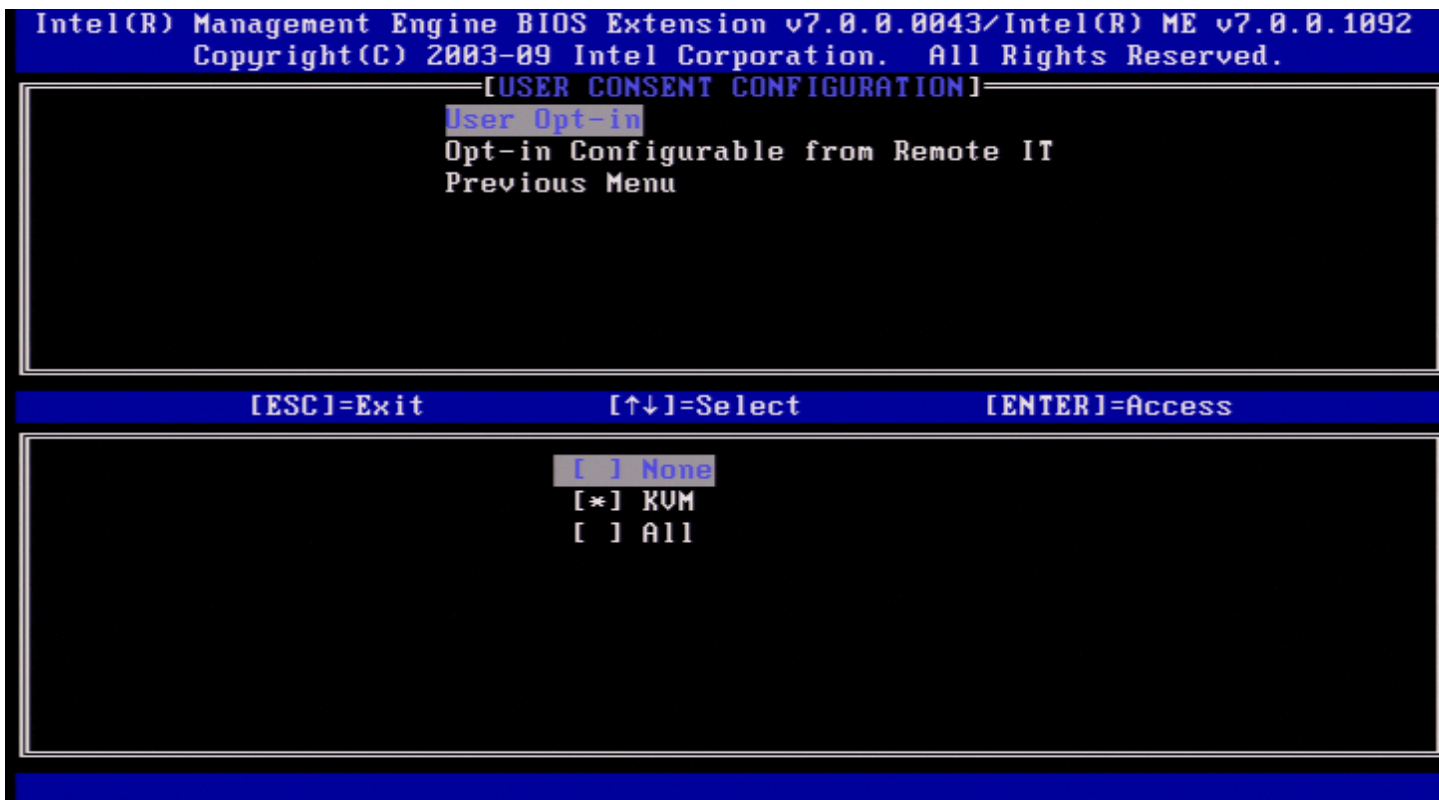 Intel(R) Management Engine BIOS Extension v7.0.0.0043/Intel(R) ME v7.0.0.1092
Copyright(C) 2003-09 Intel Corporation. All Rights Reserved.
[USER CONSENT CONFIGURATION]
User Opt-in
Opt-in Configurable from Remote IT
Previous Menu
[ESC]=Exit [↑↓]=Select [ENTER]=Access
[ ] None
[*] KVM
[ ] All